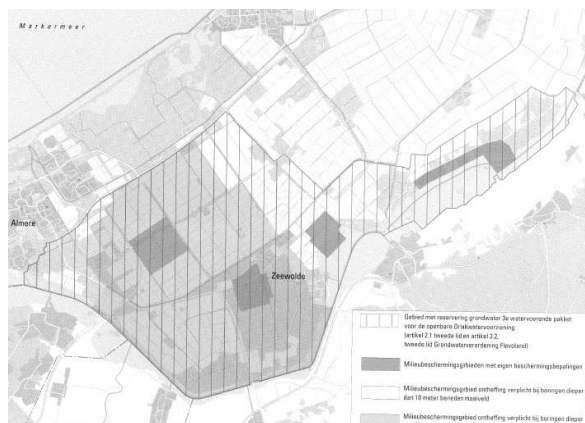 Markermeer
Almere
Zeewolde
Gebied met reservering grondwater 3e watervoerende pakket
voor de openbare Drinkwatervoorziening
(artikel 2.1 tweede lid en artikel 3.2,
tweede lid Grondwaterverordening Flevoland)
Milieubeschermingsgebieden met eigen beschermingsbepalingen
Milieubeschermingsgebied ontheffing verplicht bij boringen dieper
dan 10 meter beneden maaiveld
Milieubeschermingsgebied ontheffing verplicht bij boringen dieper